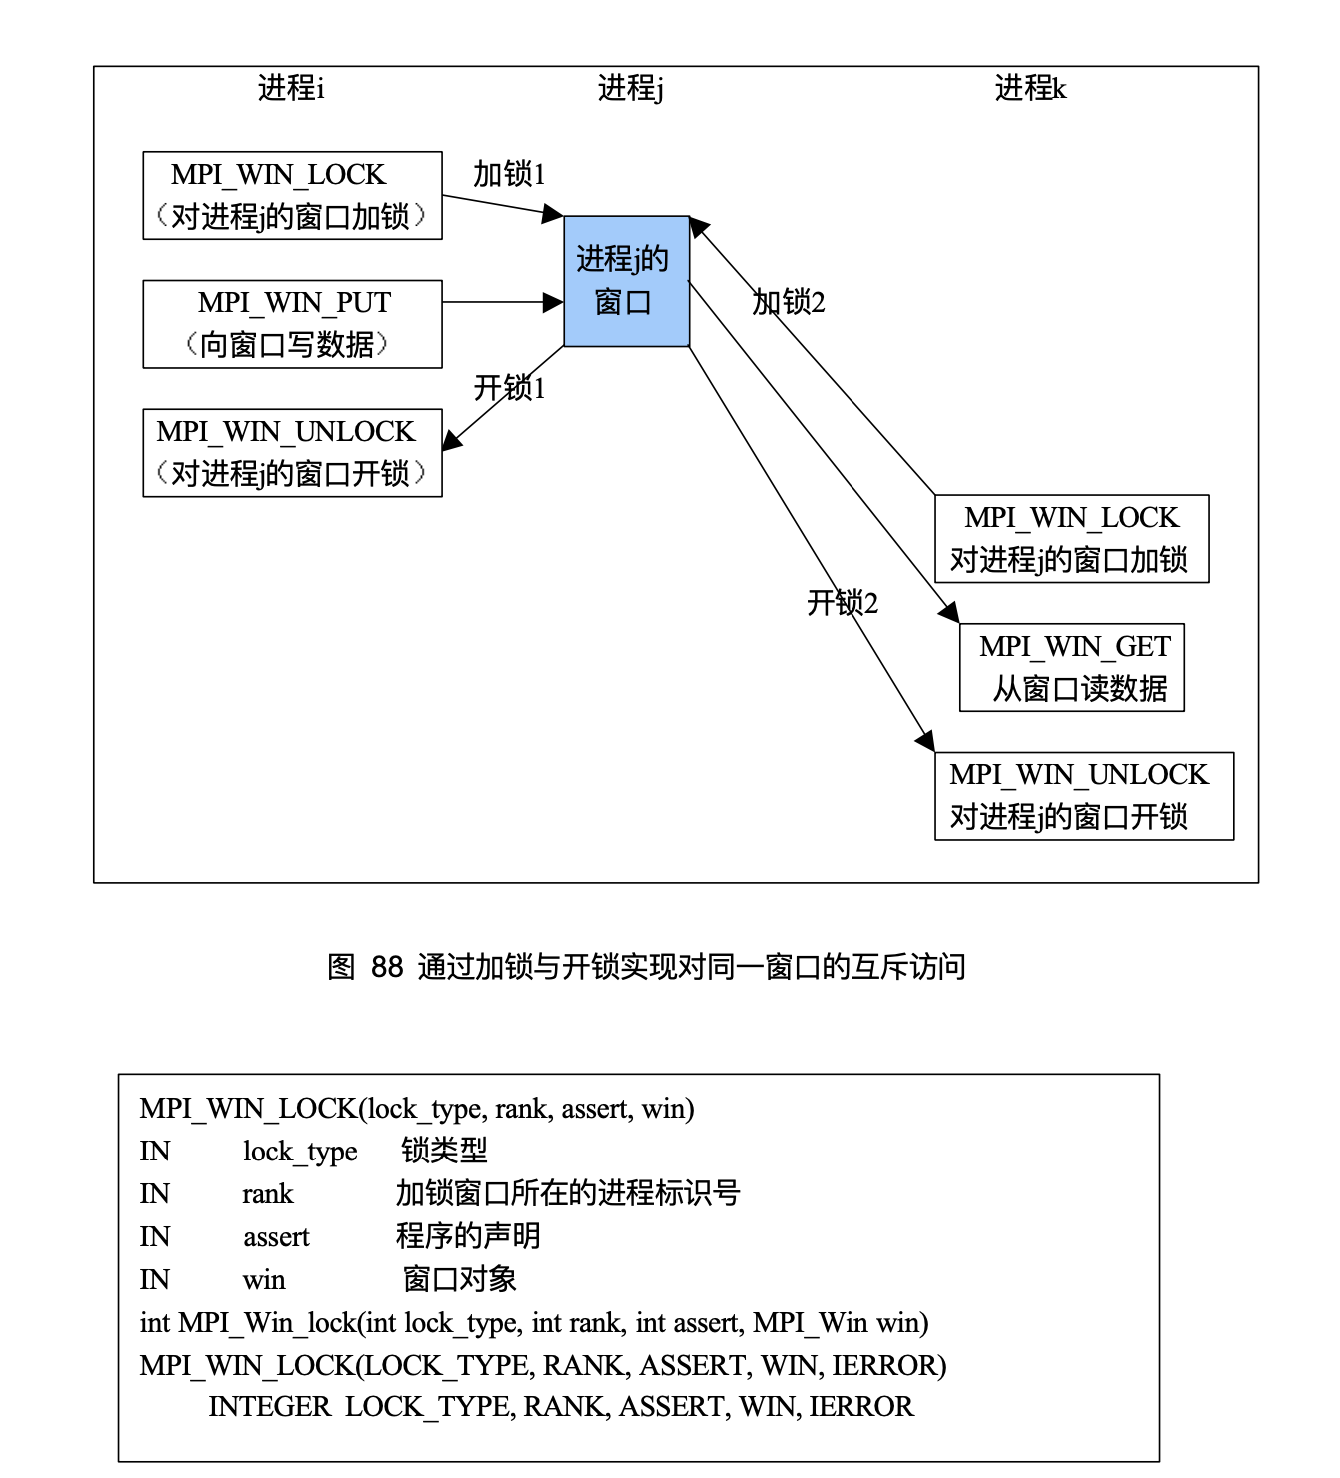 进程i
进程j
进程k
MPI_WIN_LOCK
（对进程j的窗口加锁）
加锁1
进程j的
窗口
MPI_WIN_PUT
（向窗口写数据）
加锁2
开锁1
MPI_WIN_UNLOCK
（对进程j的窗口开锁）
MPI_WIN_LOCK
对进程j的窗口加锁
开锁2
MPI_WIN_GET
从窗口读数据
MPI_WIN_UNLOCK
对进程j的窗口开锁
图 88 通过加锁与开锁实现对同一窗口的互斥访问
MPI_WIN_LOCK(lock_type, rank, assert, win)
IN lock_type 锁类型
IN rank 加锁窗口所在的进程标识号
IN assert 程序的声明
IN win 窗口对象
int MPI_Win_lock(int lock_type, int rank, int assert, MPI_Win win)
MPI_WIN_LOCK(LOCK_TYPE, RANK, ASSERT, WIN, IERROR)
INTEGER LOCK_TYPE, RANK, ASSERT, WIN, IERROR